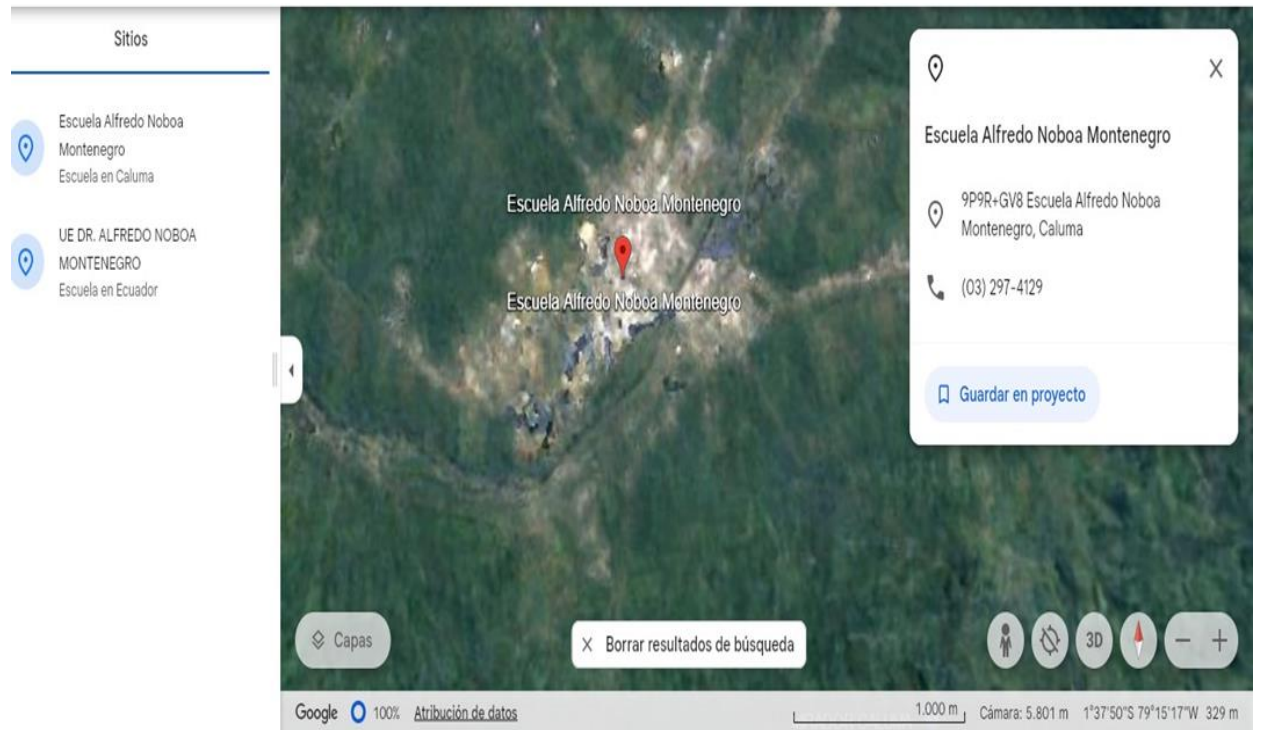 Sitios
Escuela Alfredo Noboa
Montenegro
Escuela en Caluma
UE DR. ALFREDO NOBOA
MONTENEGRO
Escuela en Ecuador
Escuela Alfredo Noboa Montenegro
Escuela Alfredo Noboa Montenegro
Escuela Alfredo Noboa Montenegro
9P9R+GV8 Escuela Alfredo Noboa
Montenegro, Caluma
(03) 297-4129
Guardar en proyecto
Capas
Borrar resultados de búsqueda
3D
Google 100% Atribución de datos 1.000 m Cámara: 5.801 m 1°37'50"S 79°15'17"W 329 m